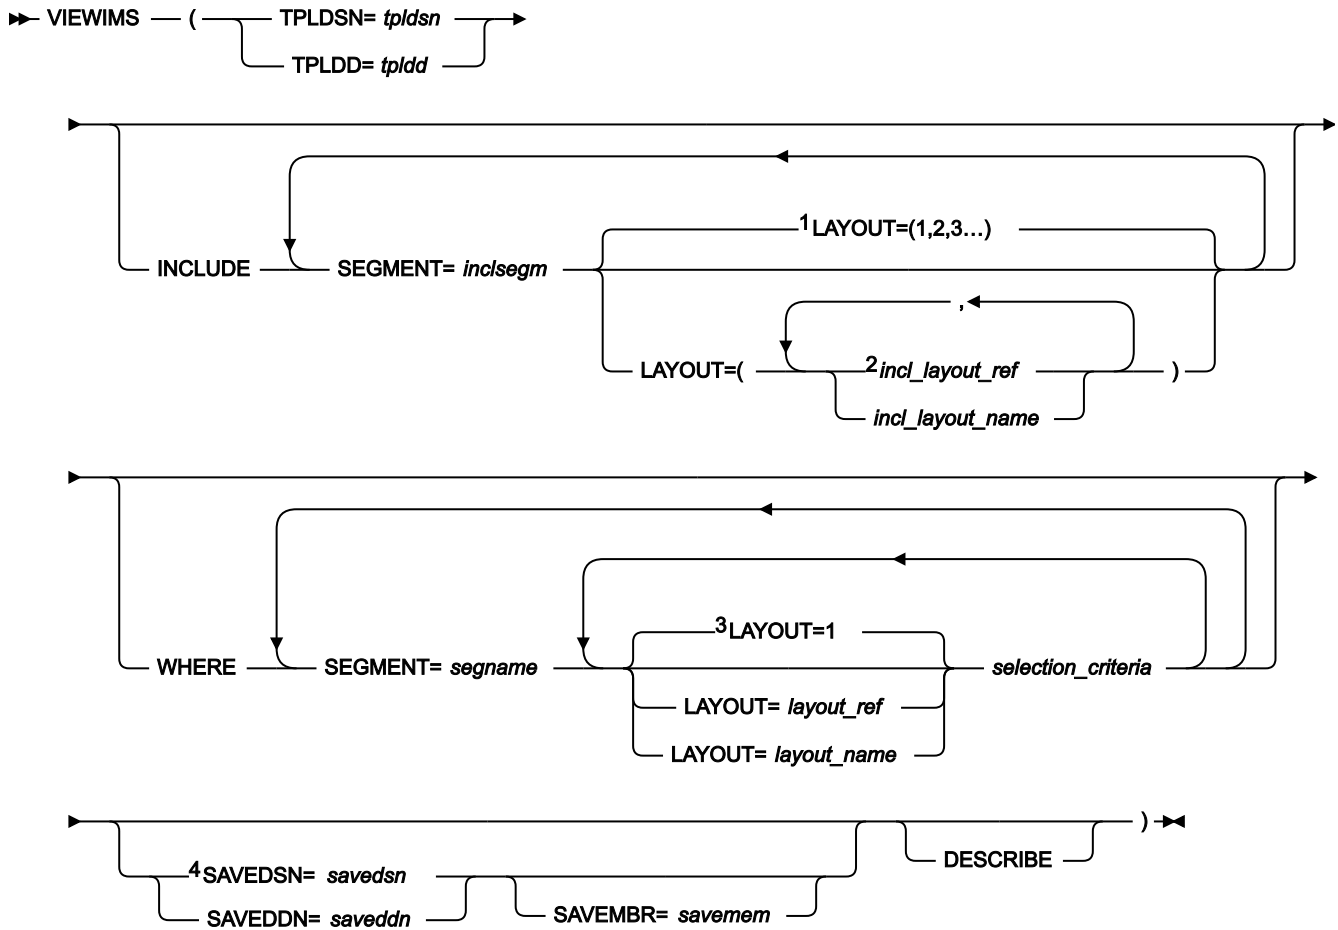 VIEWIMS ( TPLDSN= tpldsn
TPLDD= tpldd
1 LAYOUT=(1,2,3...)
INCLUDE SEGMENT= inclsegm
,
LAYOUT=( 2 incl_layout_ref )
incl_layout_name
3 LAYOUT=1
WHERE SEGMENT= segname selection_criteria
LAYOUT= layout_ref
LAYOUT= layout_name
)
4 SAVEDSN= savedsn DESCRIBE
SAVEDDN= saveddn SAVEMBR= savemem